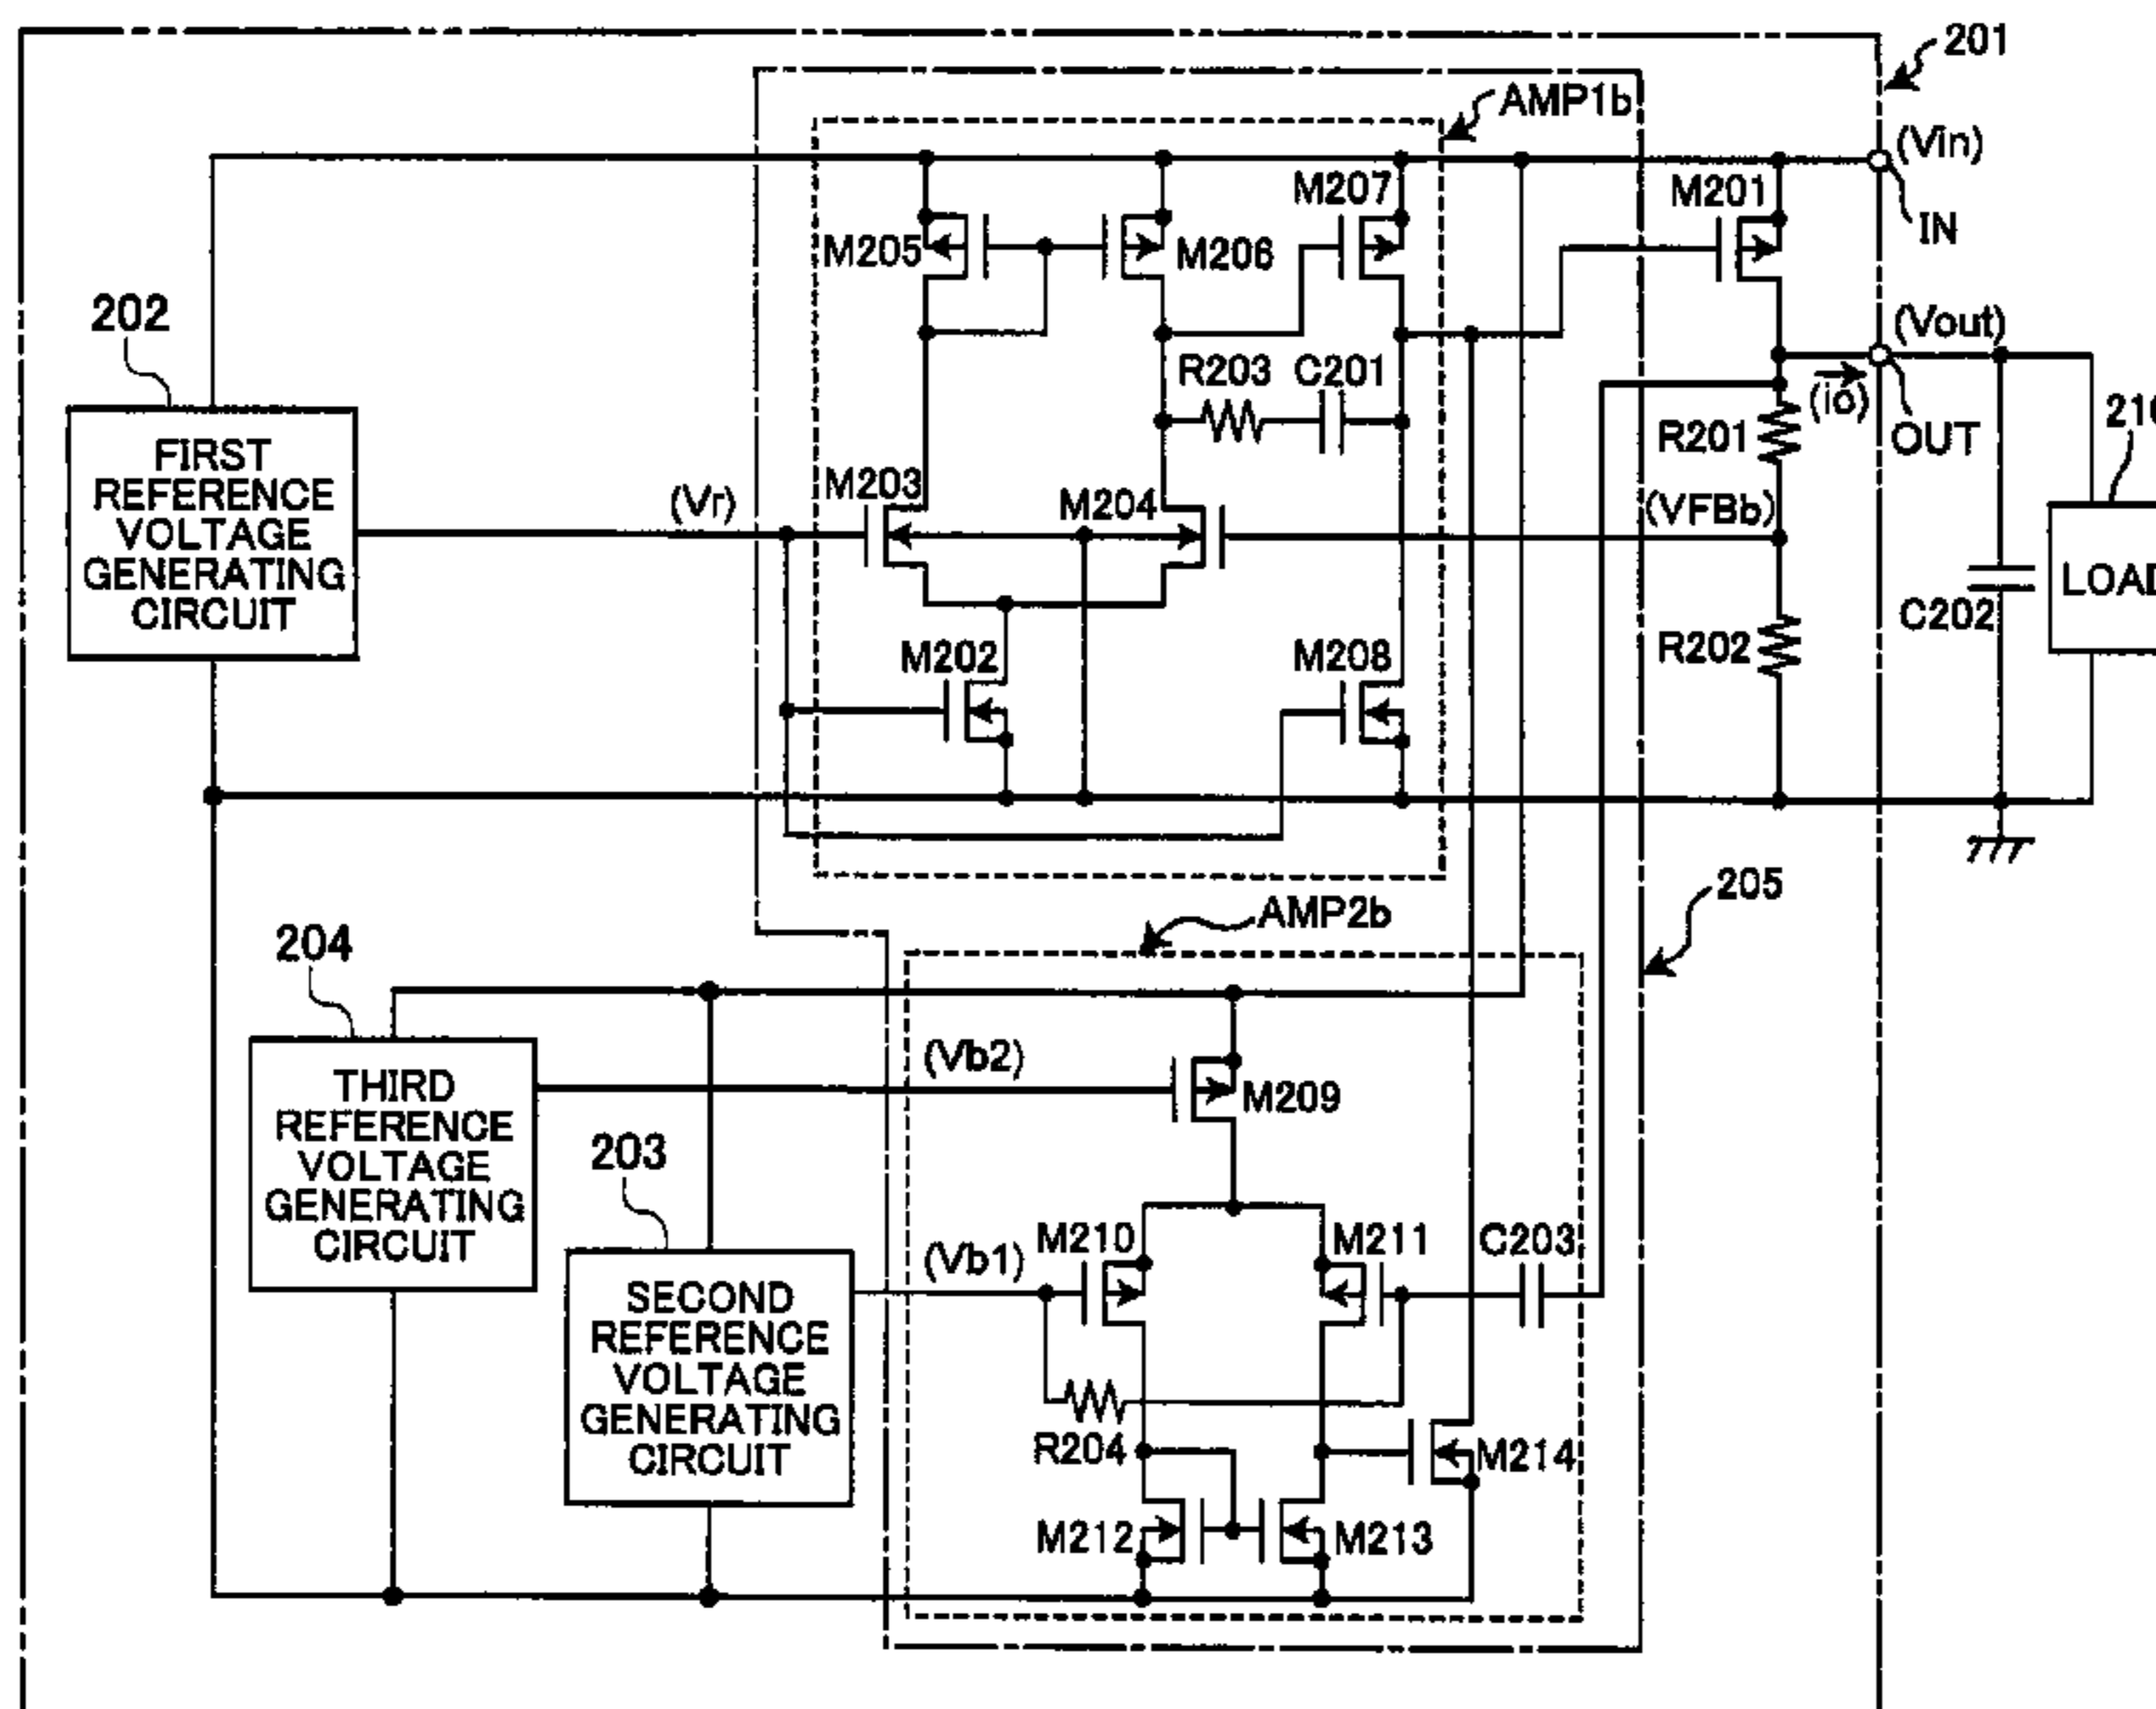 201
AMP1b
(Vin)
M207
M201
IN
M205
M206
202
(Vout)
R203 C201
(io)
R201
OUT
FIRST
REFERENCE
VOLTAGE
GENERATING
CIRCUIT
(Vr)
M203
M204
(VFBb)
LOAD
C202
M202
M208
R202
205
AMP2b
204
(Vb2)
M209
THIRD
REFERENCE
VOLTAGE
GENERATING
CIRCUIT
203
(Vb1)
M210
M211
C203
SECOND
REFERENCE
VOLTAGE
GENERATING
CIRCUIT
R204
M214
M212
M213